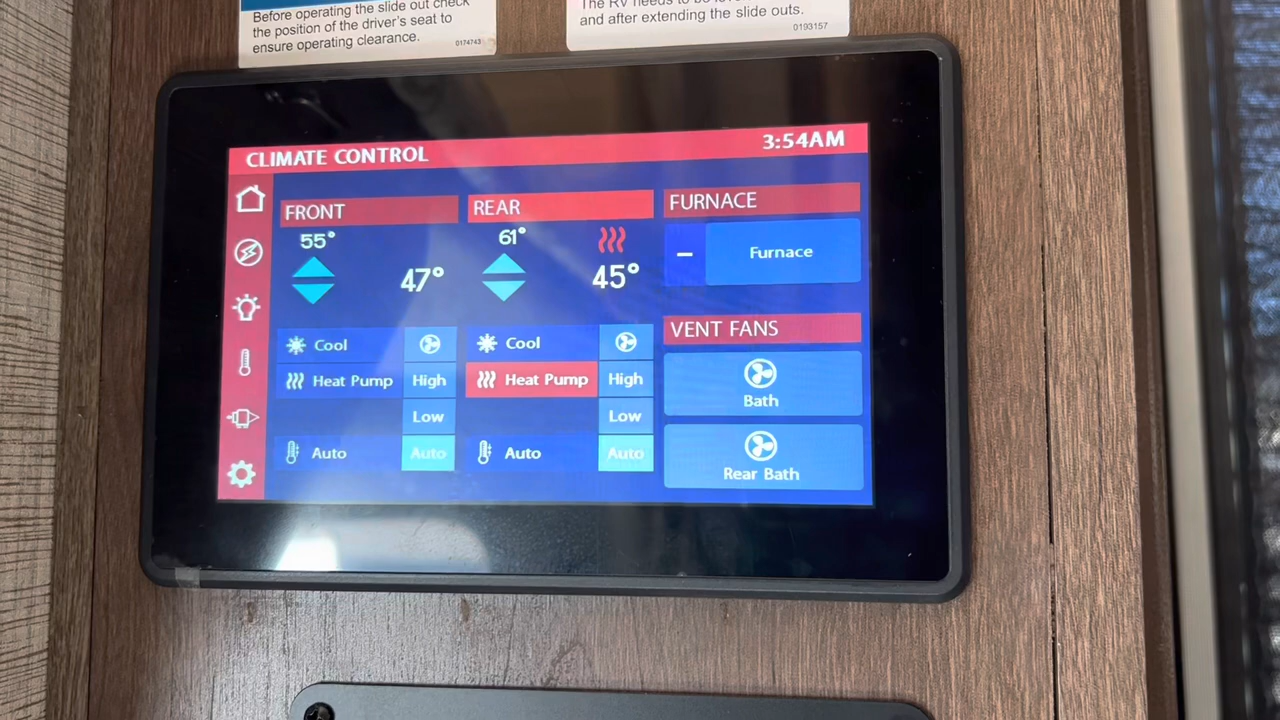 Before operating the slide out check
the position of the driver's seat to
ensure operating clearance.
0174743
The RV needs to be
and after extending the slide outs.
0193157
CLIMATE CONTROL
3:54AM
FRONT
55°
47°
Cool
Heat Pump
High
Low
Auto
Auto
REAR
61°
45°
Cool
Heat Pump
High
Low
Auto
Auto
FURNACE
–
Furnace
VENT FANS
Bath
Rear Bath